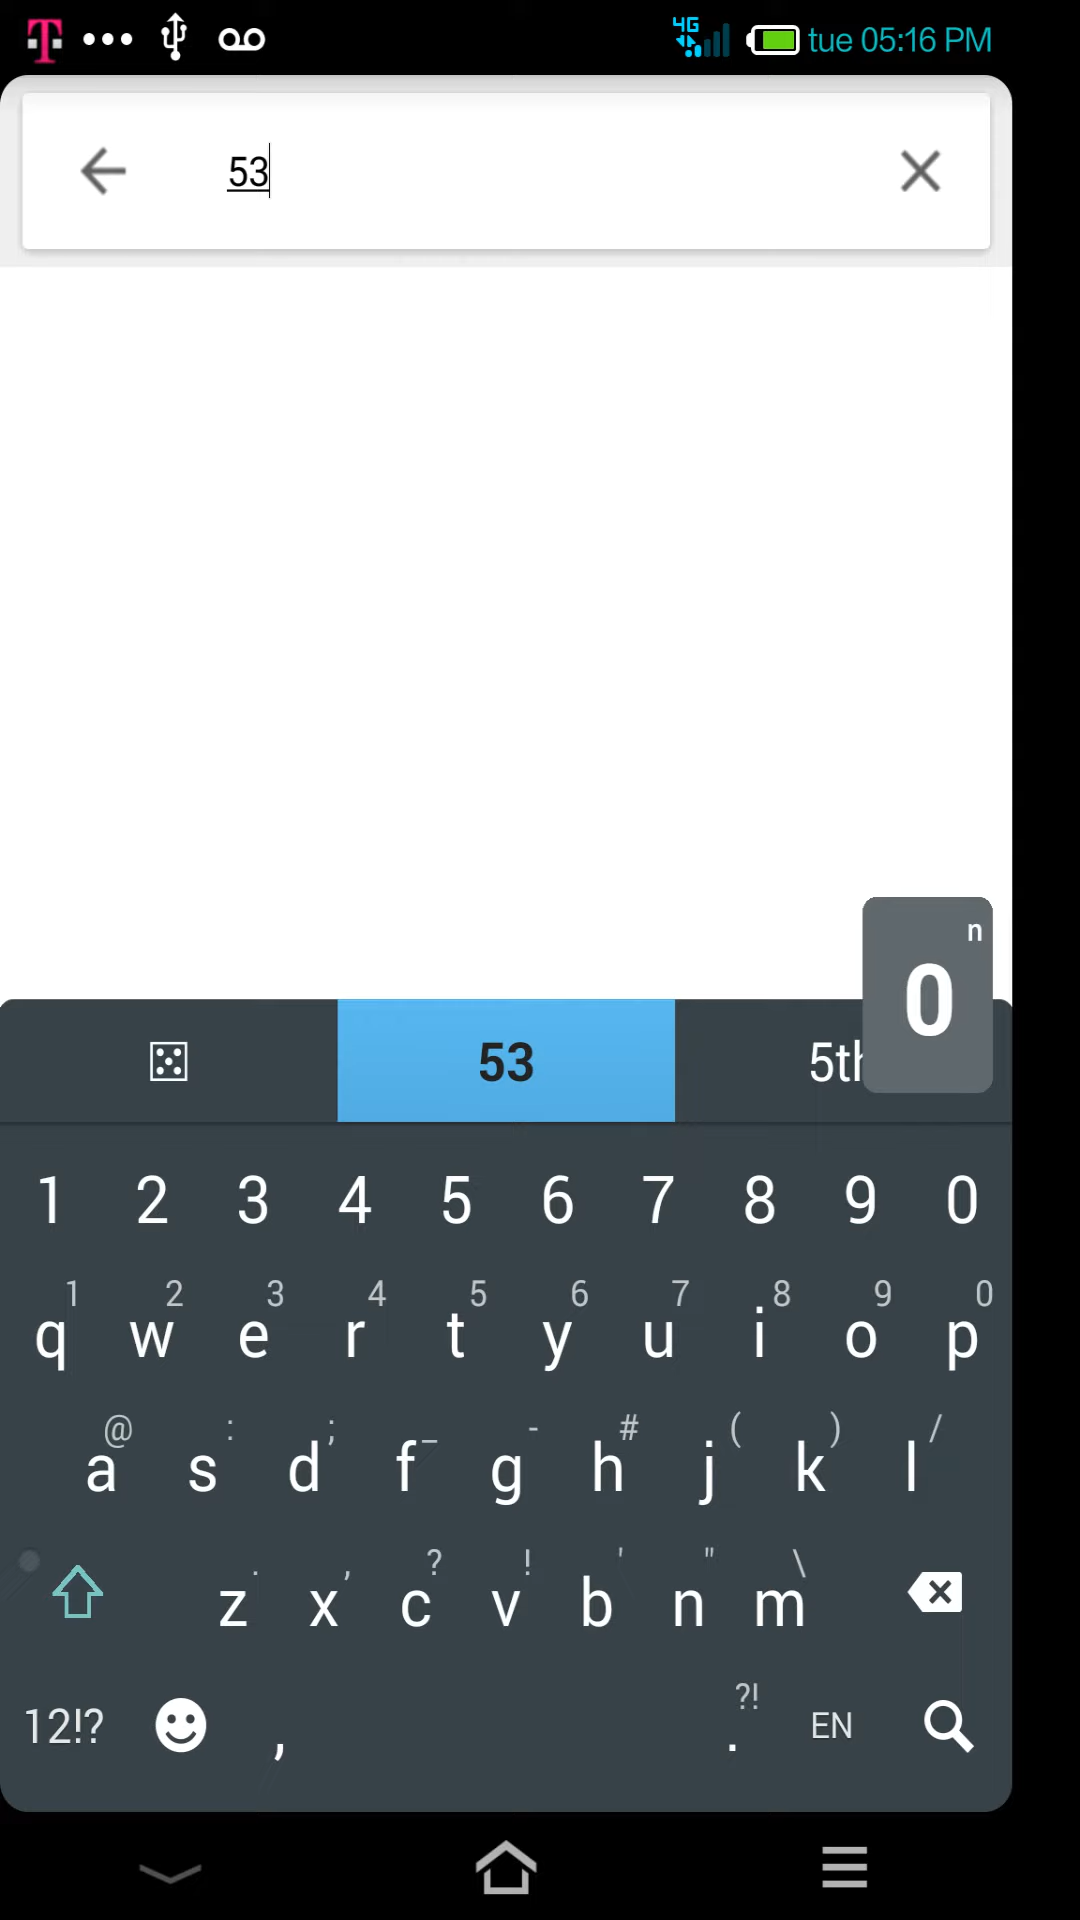 T 4G tue 05:16 PM
53
n
0
53 5th
1 2 3 4 5 6 7 8 9 0
1 2 3 4 5 6 7 8 9 0
q w e r t y u i o p
@ : ; _ - # ( ) /
a s d f g h j k l
. , ? ! ' " \
z x c v b n m
?!
12!? , . EN